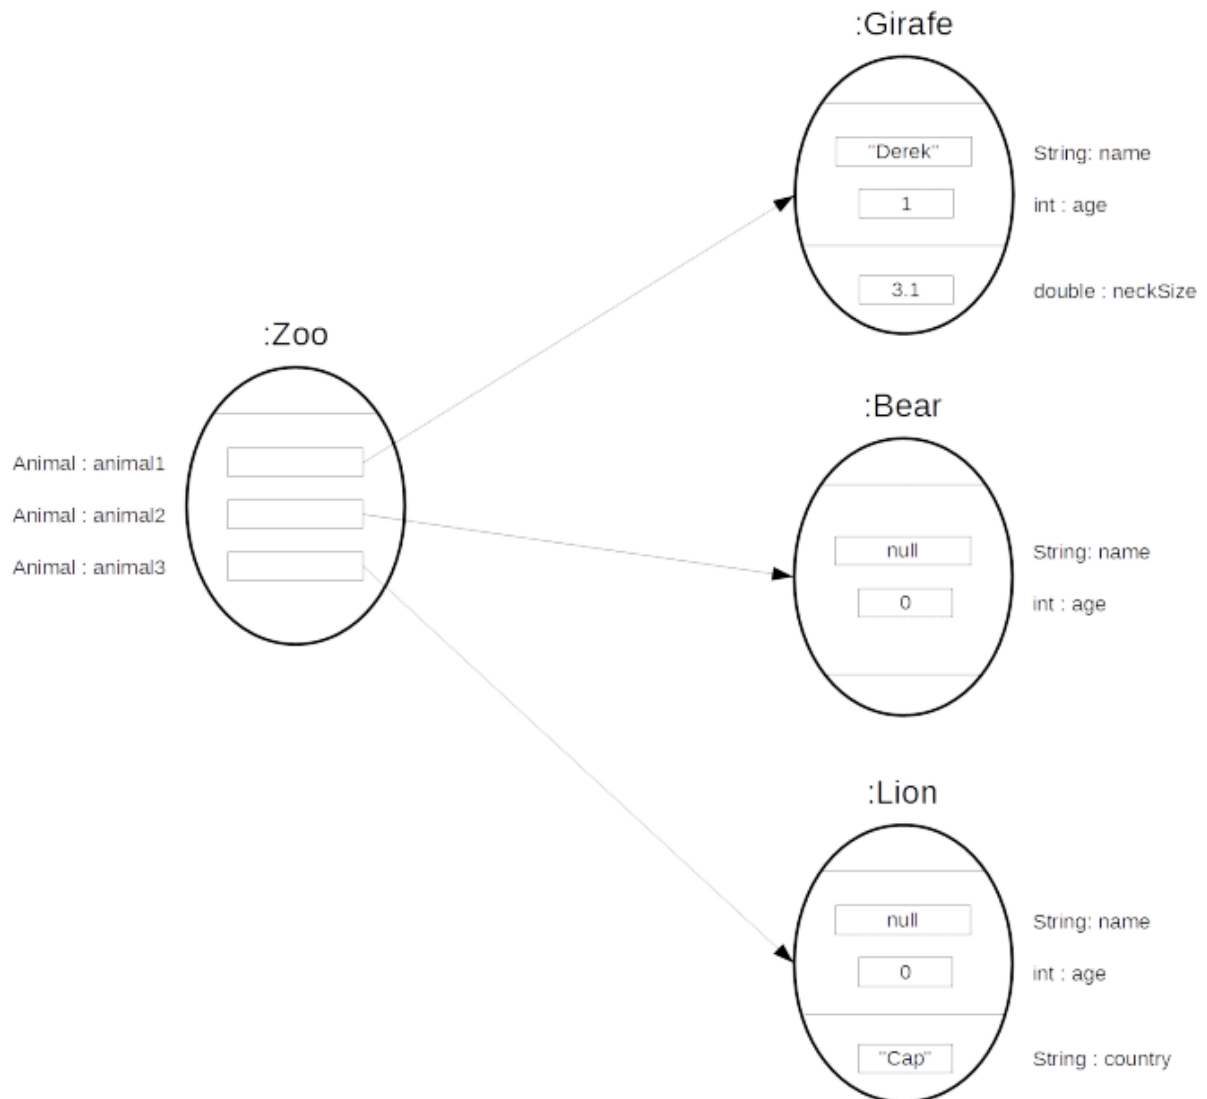 :Girafe
"Derek"
String: name
1
int : age
3.1
double : neckSize
:Zoo
Animal : animal1
Animal : animal2
Animal : animal3
:Bear
null
String: name
0
int : age
:Lion
null
String: name
0
int : age
"Cap"
String : country